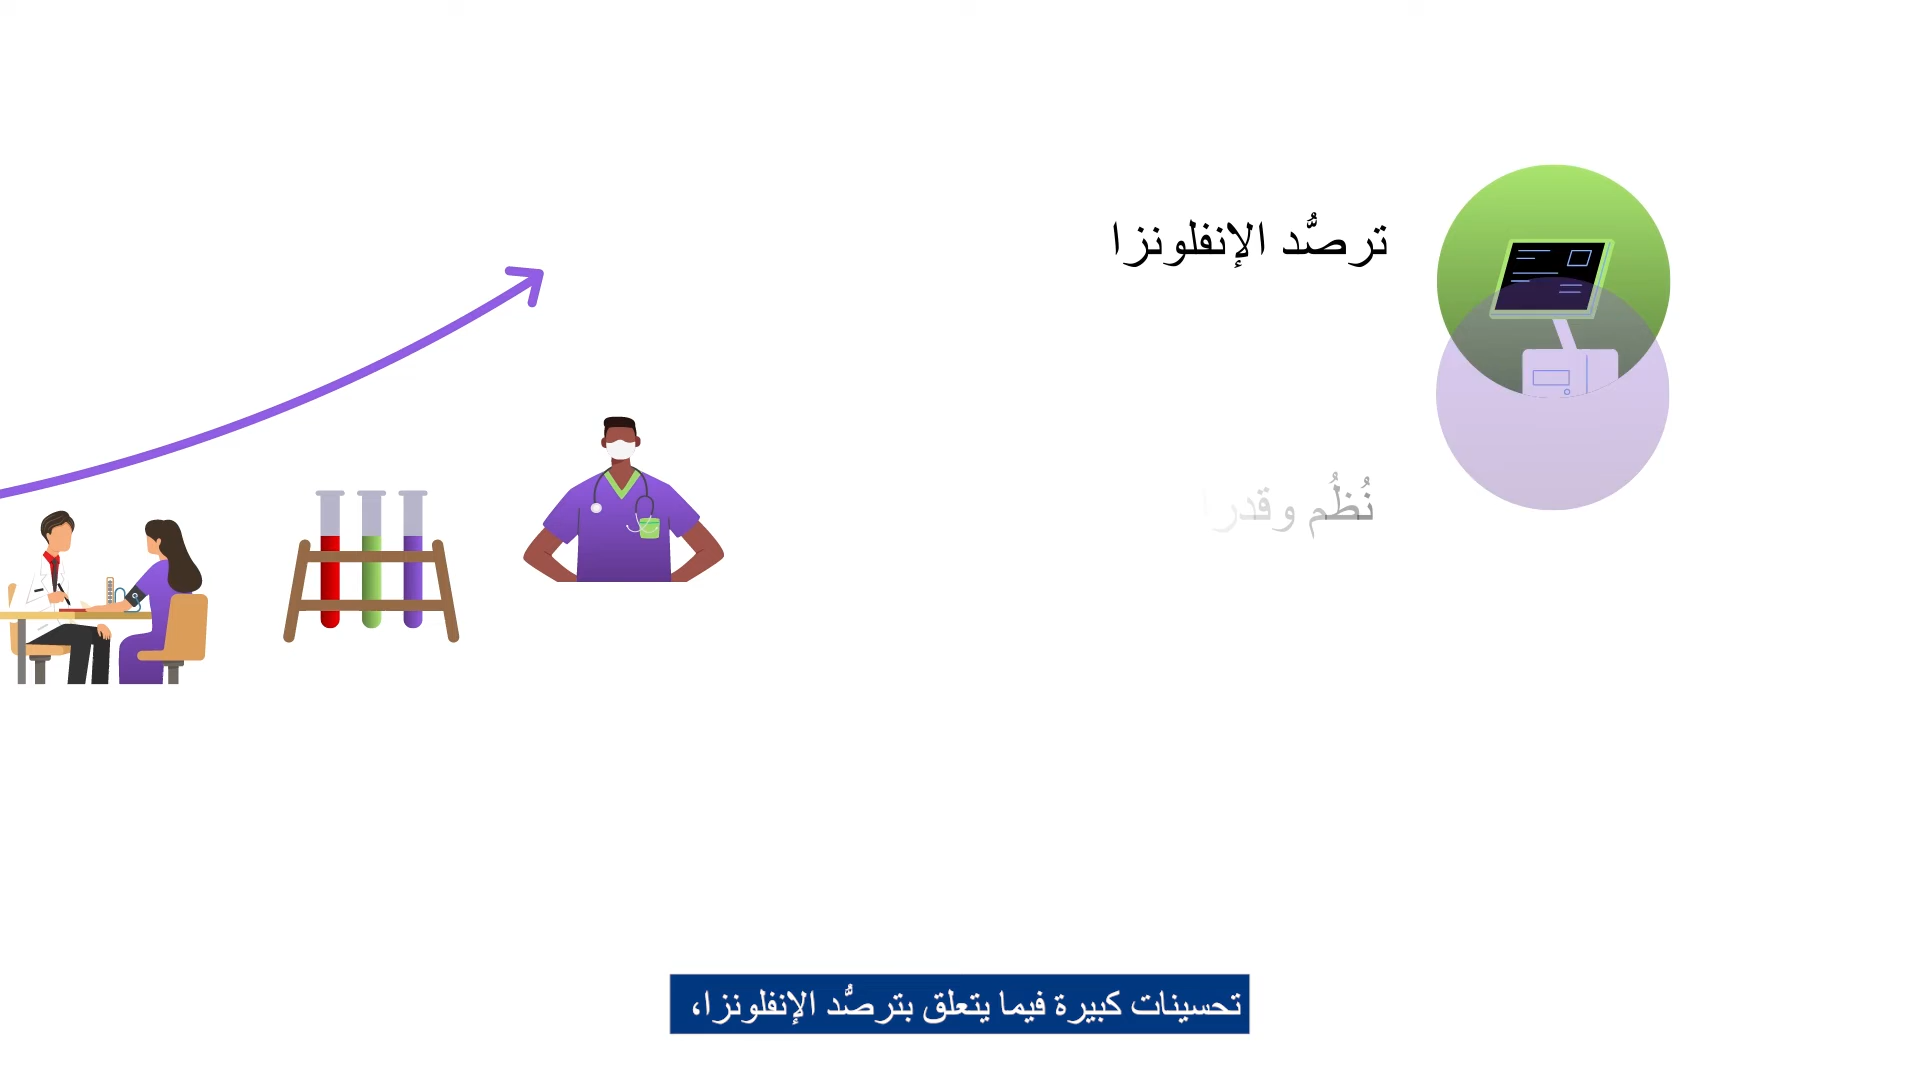 ترصُّد الإنفلونزا
نُظُم
تحسينات كبيرة فيما يتعلق بترصُّد الإنفلونزا،